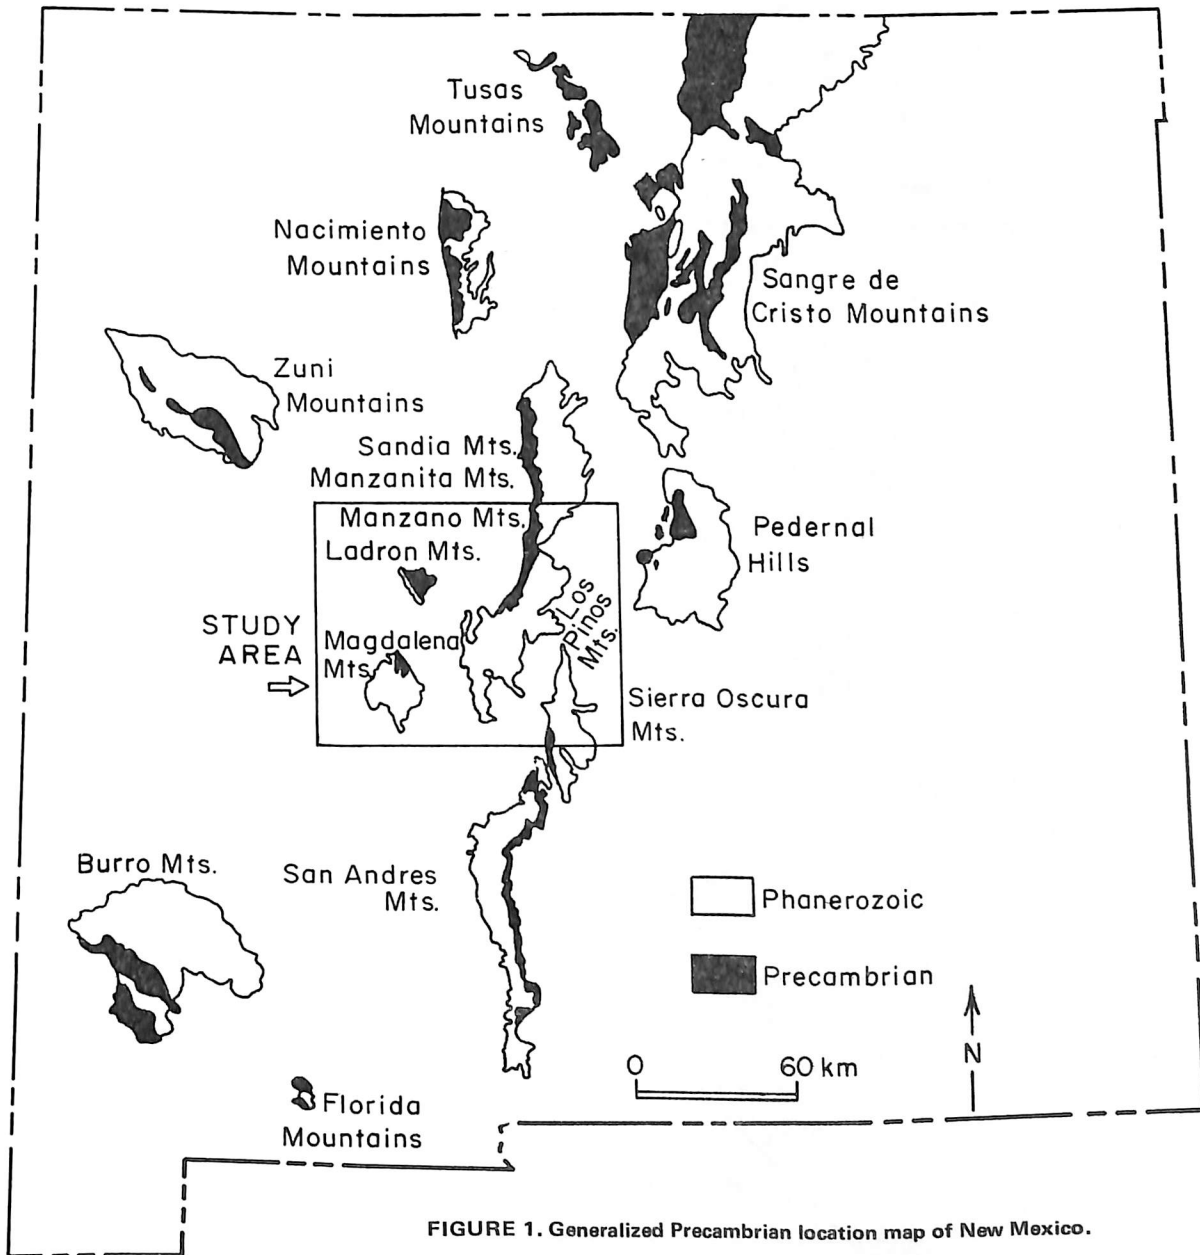 Tusas
Mountains
Nacimiento
Mountains
Sangre de
Cristo Mountains
Zuni
Mountains
Sandia Mts.
Manzanita Mts.
Manzano Mts.
Ladron Mts.
Pedernal
Hills
Los
Pinos
Mts.
STUDY
AREA
Magdalena
Mts.
Sierra Oscura
Mts.
Burro Mts.
San Andres
Mts.
Phanerozoic
Precambrian
0 60 km
N
Florida
Mountains
FIGURE 1. Generalized Precambrian location map of New Mexico.